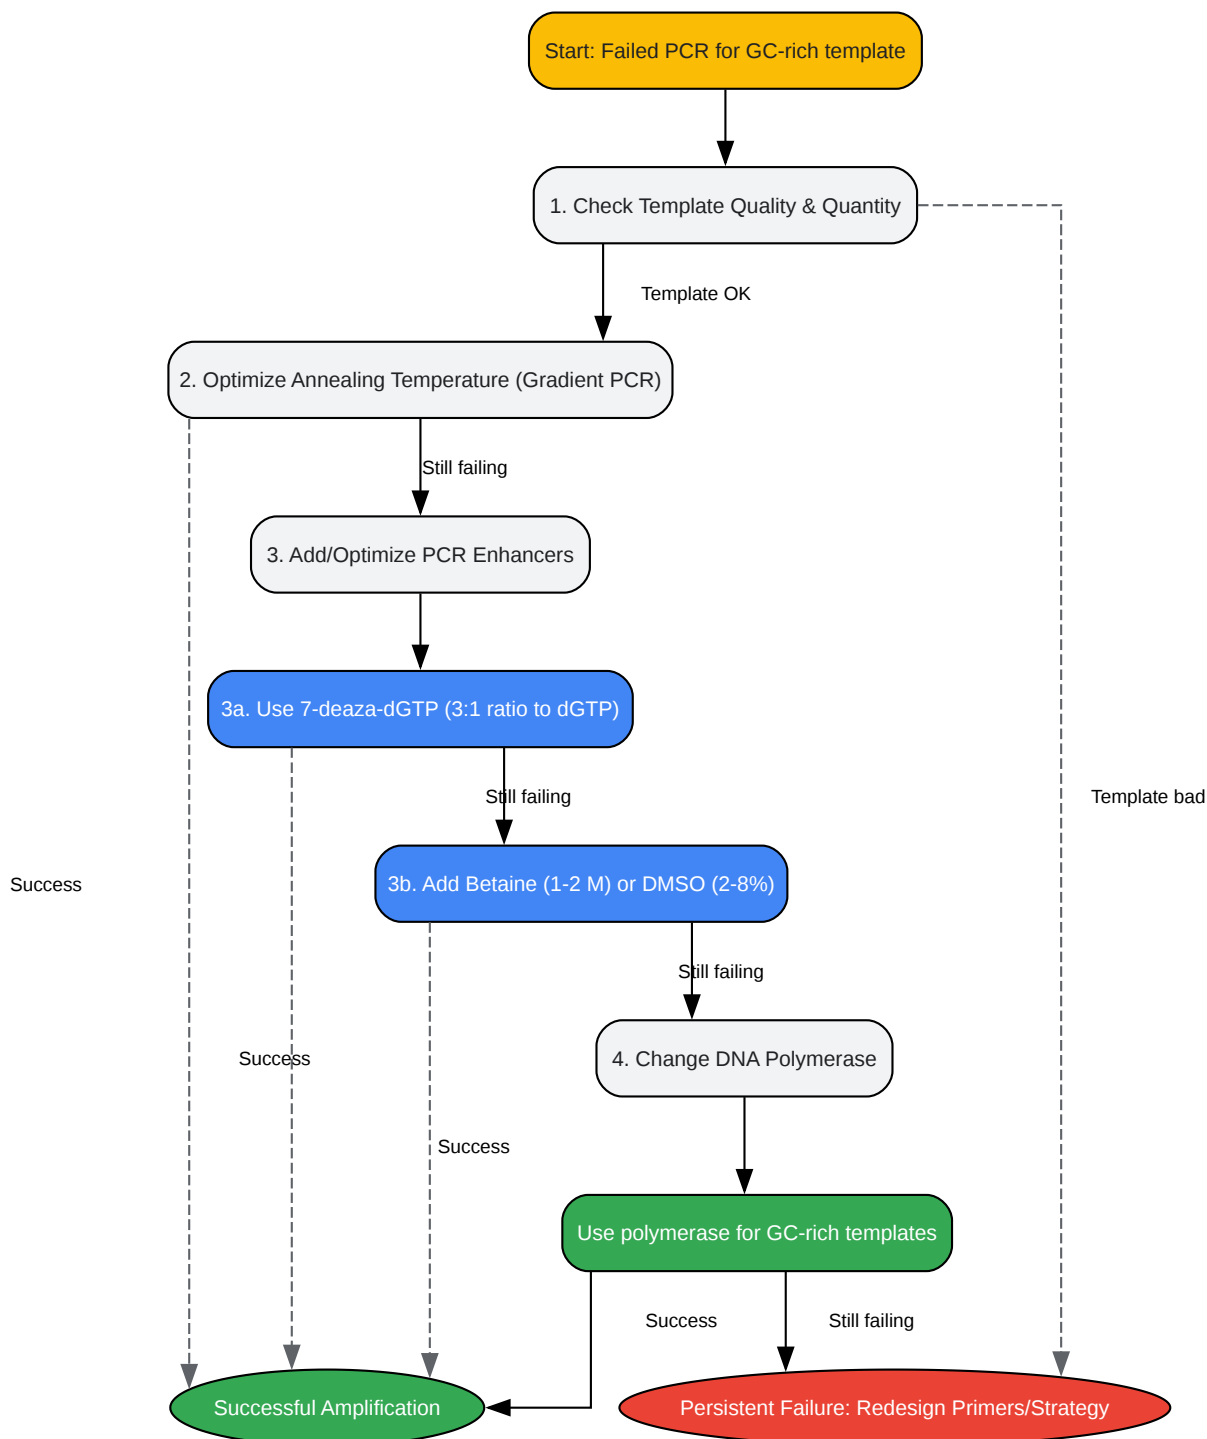 Start: Failed PCR for GC-rich template
1. Check Template Quality & Quantity
Template OK
2. Optimize Annealing Temperature (Gradient PCR)
Still failing
3. Add/Optimize PCR Enhancers
3a. Use 7-deaza-dGTP (3:1 ratio to dGTP)
Still failing
Template bad
Success
3b. Add Betaine (1-2 M) or DMSO (2-8%)
Still failing
Success
4. Change DNA Polymerase
Success
Use polymerase for GC-rich templates
Success
Still failing
Successful Amplification
Persistent Failure: Redesign Primers/Strategy